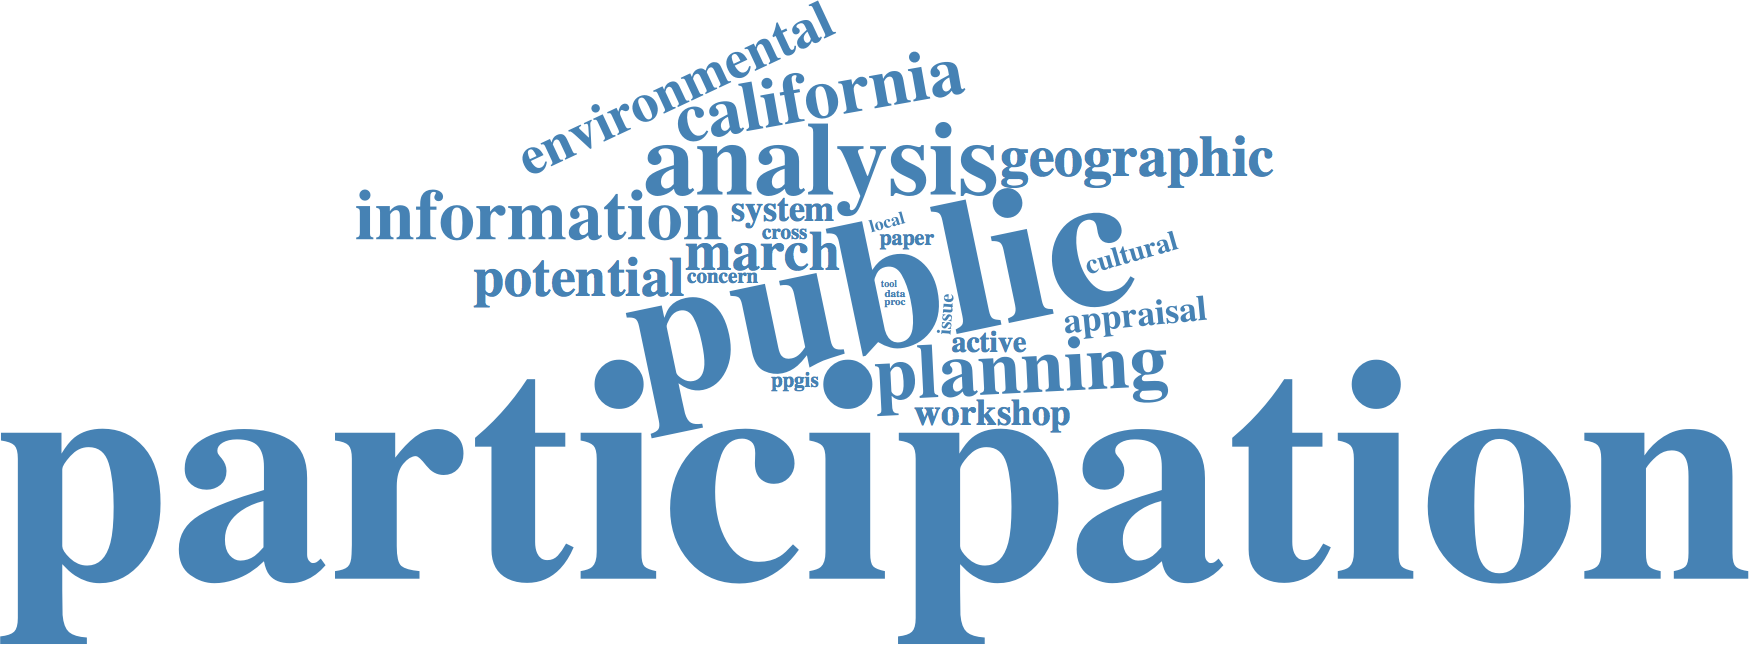 environmental
california
analysis
geographic
information
system
local
cross
paper
march
public
cultural
potential
concern
tool
data
proc
issue
appraisal
active
planning
ppgis
workshop
participation